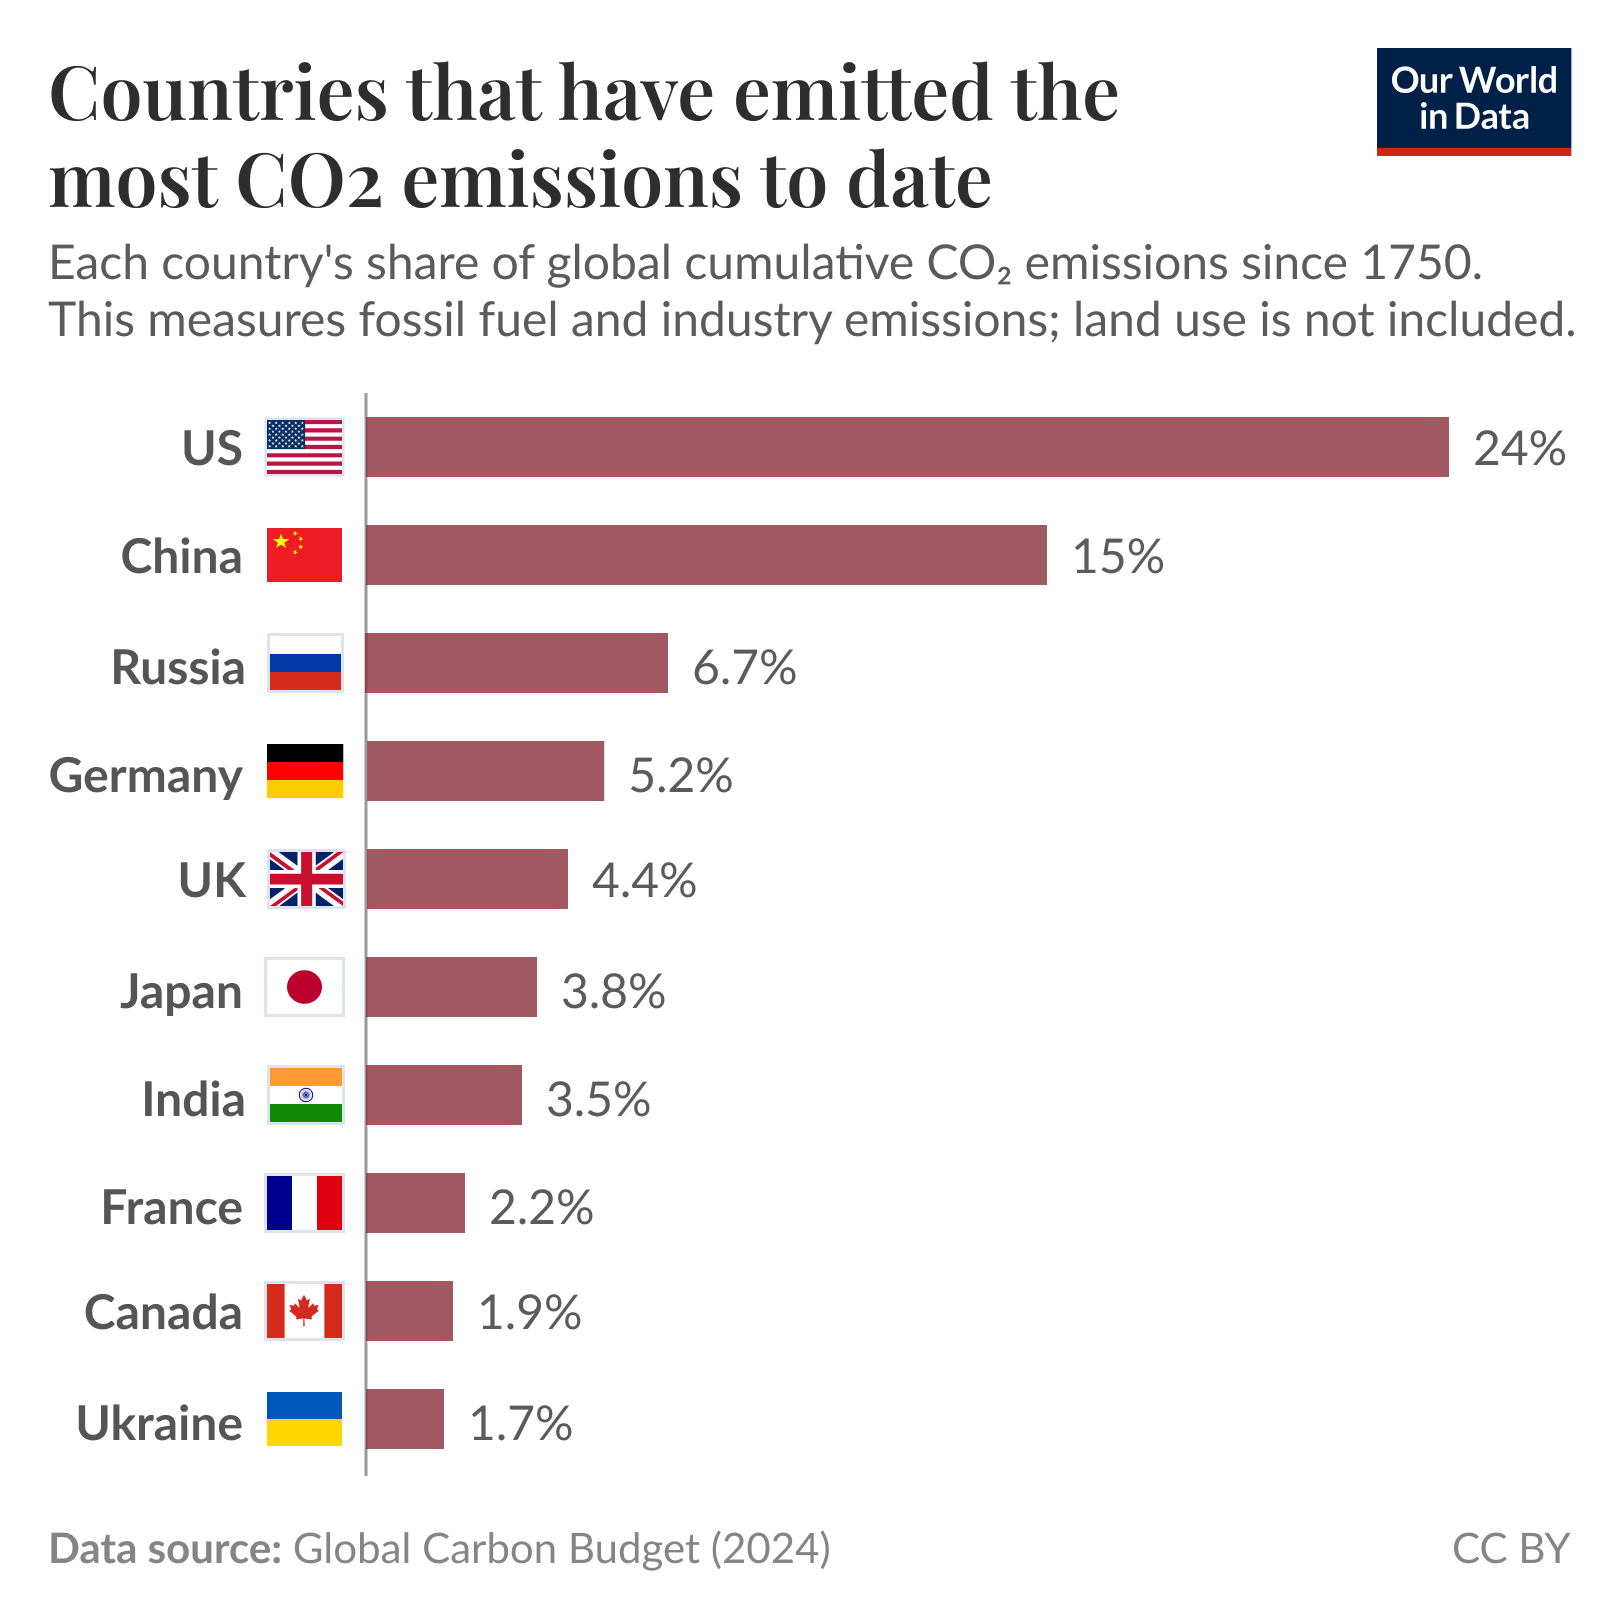 Countries that have emitted the
most CO2 emissions to date
Our World
in Data
Each country's share of global cumulative CO₂ emissions since 1750.
This measures fossil fuel and industry emissions; land use is not included.
US 24%
China 15%
Russia 6.7%
Germany 5.2%
UK 4.4%
Japan 3.8%
India 3.5%
France 2.2%
Canada 1.9%
Ukraine 1.7%
Data source: Global Carbon Budget (2024)
CC BY